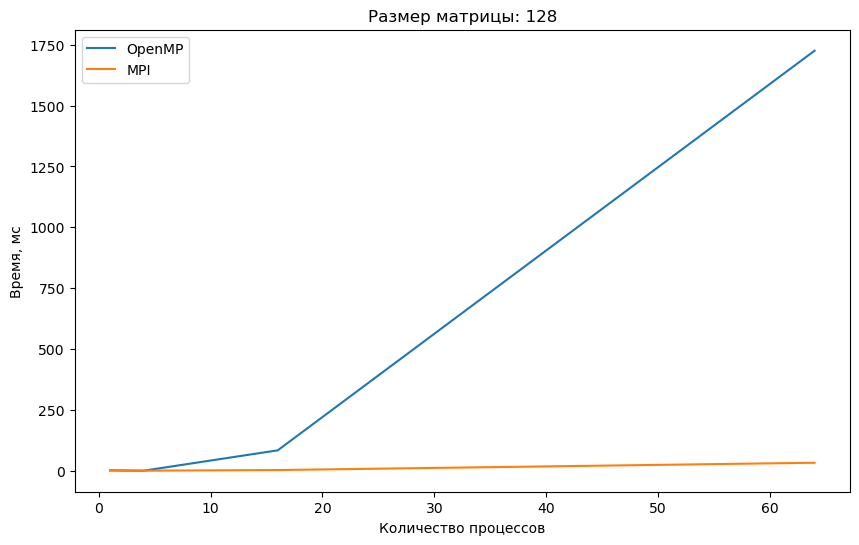 Размер матрицы: 128
OpenMP
MPI
Время, мс
1750
1500
1250
1000
750
500
250
0
0 10 20 30 40 50 60
Количество процессов